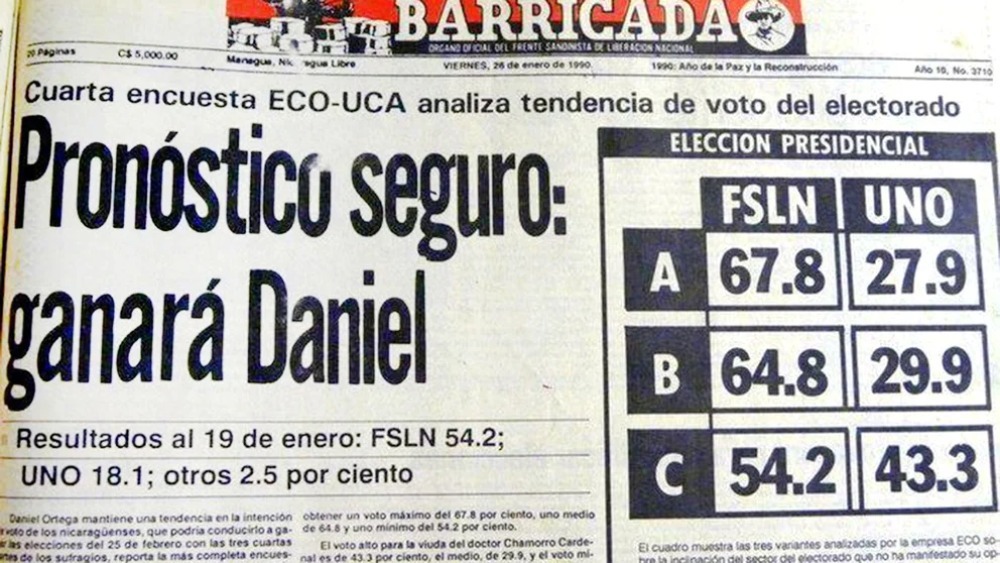 BARRICADA
ORGANO OFICIAL DEL FRENTE SANDINISTA DE LIBERACION NACIONAL
20 Páginas
C$ 5,000.00
Managua, Nicaragua Libre
VIERNES, 26 de enero de 1990
1990: Año de la Paz y la Reconstrucción
Año 10, No. 3710
Cuarta encuesta ECO-UCA analiza tendencia de voto del electorado
Pronóstico seguro:
ganará Daniel
Resultados al 19 de enero: FSLN 54.2;
UNO 18.1; otros 2.5 por ciento
Daniel Ortega mantiene una tendencia en la intención
voto de los nicaragüenses, que podría conducirlo a ga-
las elecciones del 25 de febrero con las tres cuartas
de los sufragios, reporta la más completa encues-
obtener un voto máximo del 67.8 por ciento, uno medio
de 64.8 y uno mínimo del 54.2 por ciento.
El voto alto para la viuda del doctor Chamorro Carde-
nal es de 43.3 por ciento, el medio, de 29.9, y el voto mí-
ELECCION PRESIDENCIAL
FSLN UNO
A 67.8 27.9
B 64.8 29.9
C 54.2 43.3
El cuadro muestra las tres variantes analizadas por la empresa ECO so-
bre la inclinación del sector del electorado que no ha manifestado su op-